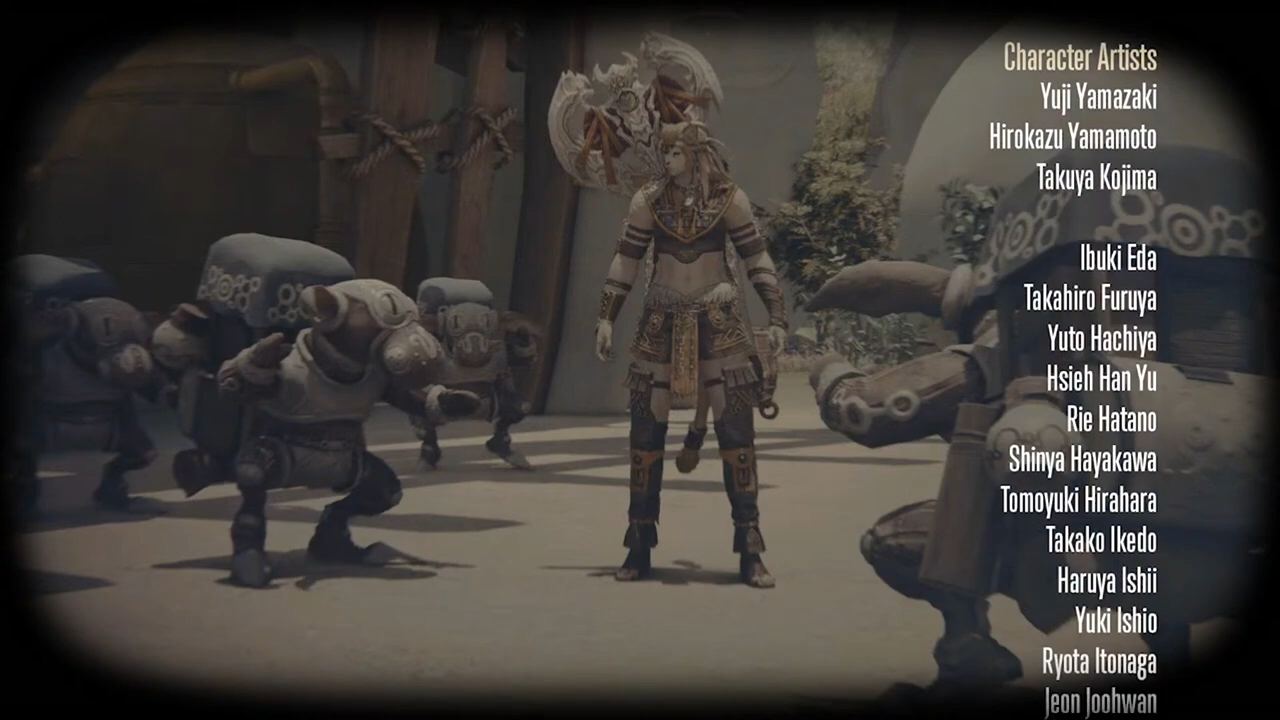 Character Artists
Yuji Yamazaki
Hirokazu Yamamoto
Takuya Kojima
Ibuki Eda
Takahiro Furuya
Yuto Hachiya
Hsieh Han Yu
Rie Hatano
Shinya Hayakawa
Tomoyuki Hirahara
Takako Ikedo
Haruya Ishii
Yuki Ishio
Ryota Itonaga
Jeon Joohwan